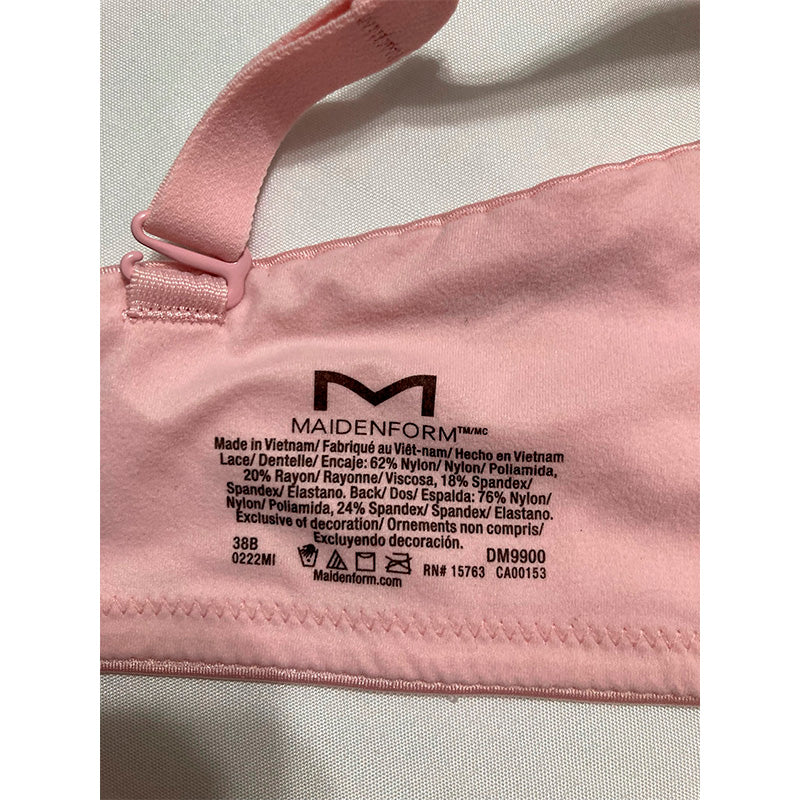 M
MAIDENFORM™/MC
Made in Vietnam/ Fabriqué au Viêt-nam/ Hecho en Vietnam
Lace/ Dentelle/ Encaje: 62% Nylon/ Nylon/ Poliamida,
20% Rayon/ Rayonne/ Viscosa, 18% Spandex/
Spandex/ Elastano. Back/ Dos/ Espalda: 76% Nylon/
Nylon/ Poliamida, 24% Spandex/ Spandex/ Elastano.
Exclusive of decoration/ Ornements non compris/
Excluyendo decoración.
38B DM9900
0222MI RN# 15763 CA00153
Maidenform.com